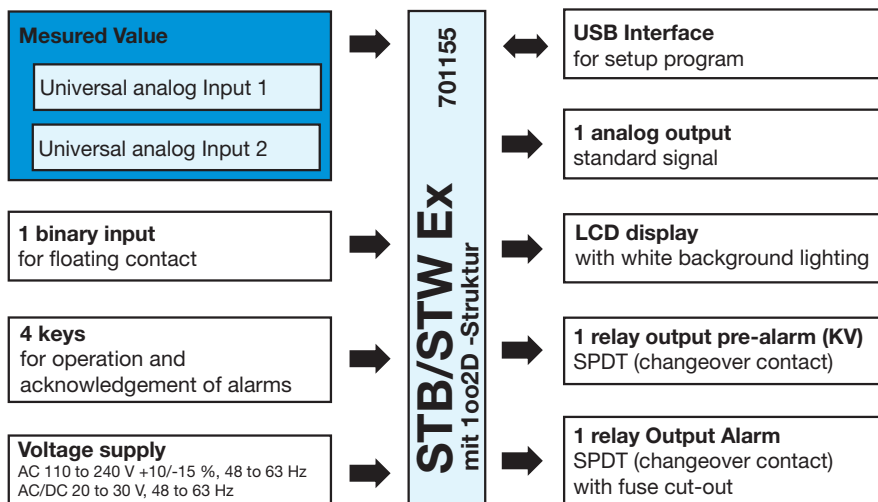 Mesured Value
Universal analog Input 1
Universal analog Input 2
1 binary input
for floating contact
4 keys
for operation and
acknowledgement of alarms
Voltage supply
AC 110 to 240 V +10/-15 %, 48 to 63 Hz
AC/DC 20 to 30 V, 48 to 63 Hz
STB/STW Ex 701155
mit 1oo2D -Struktur
USB Interface
for setup program
1 analog output
standard signal
LCD display
with white background lighting
1 relay output pre-alarm (KV)
SPDT (changeover contact)
1 relay Output Alarm
SPDT (changeover contact)
with fuse cut-out